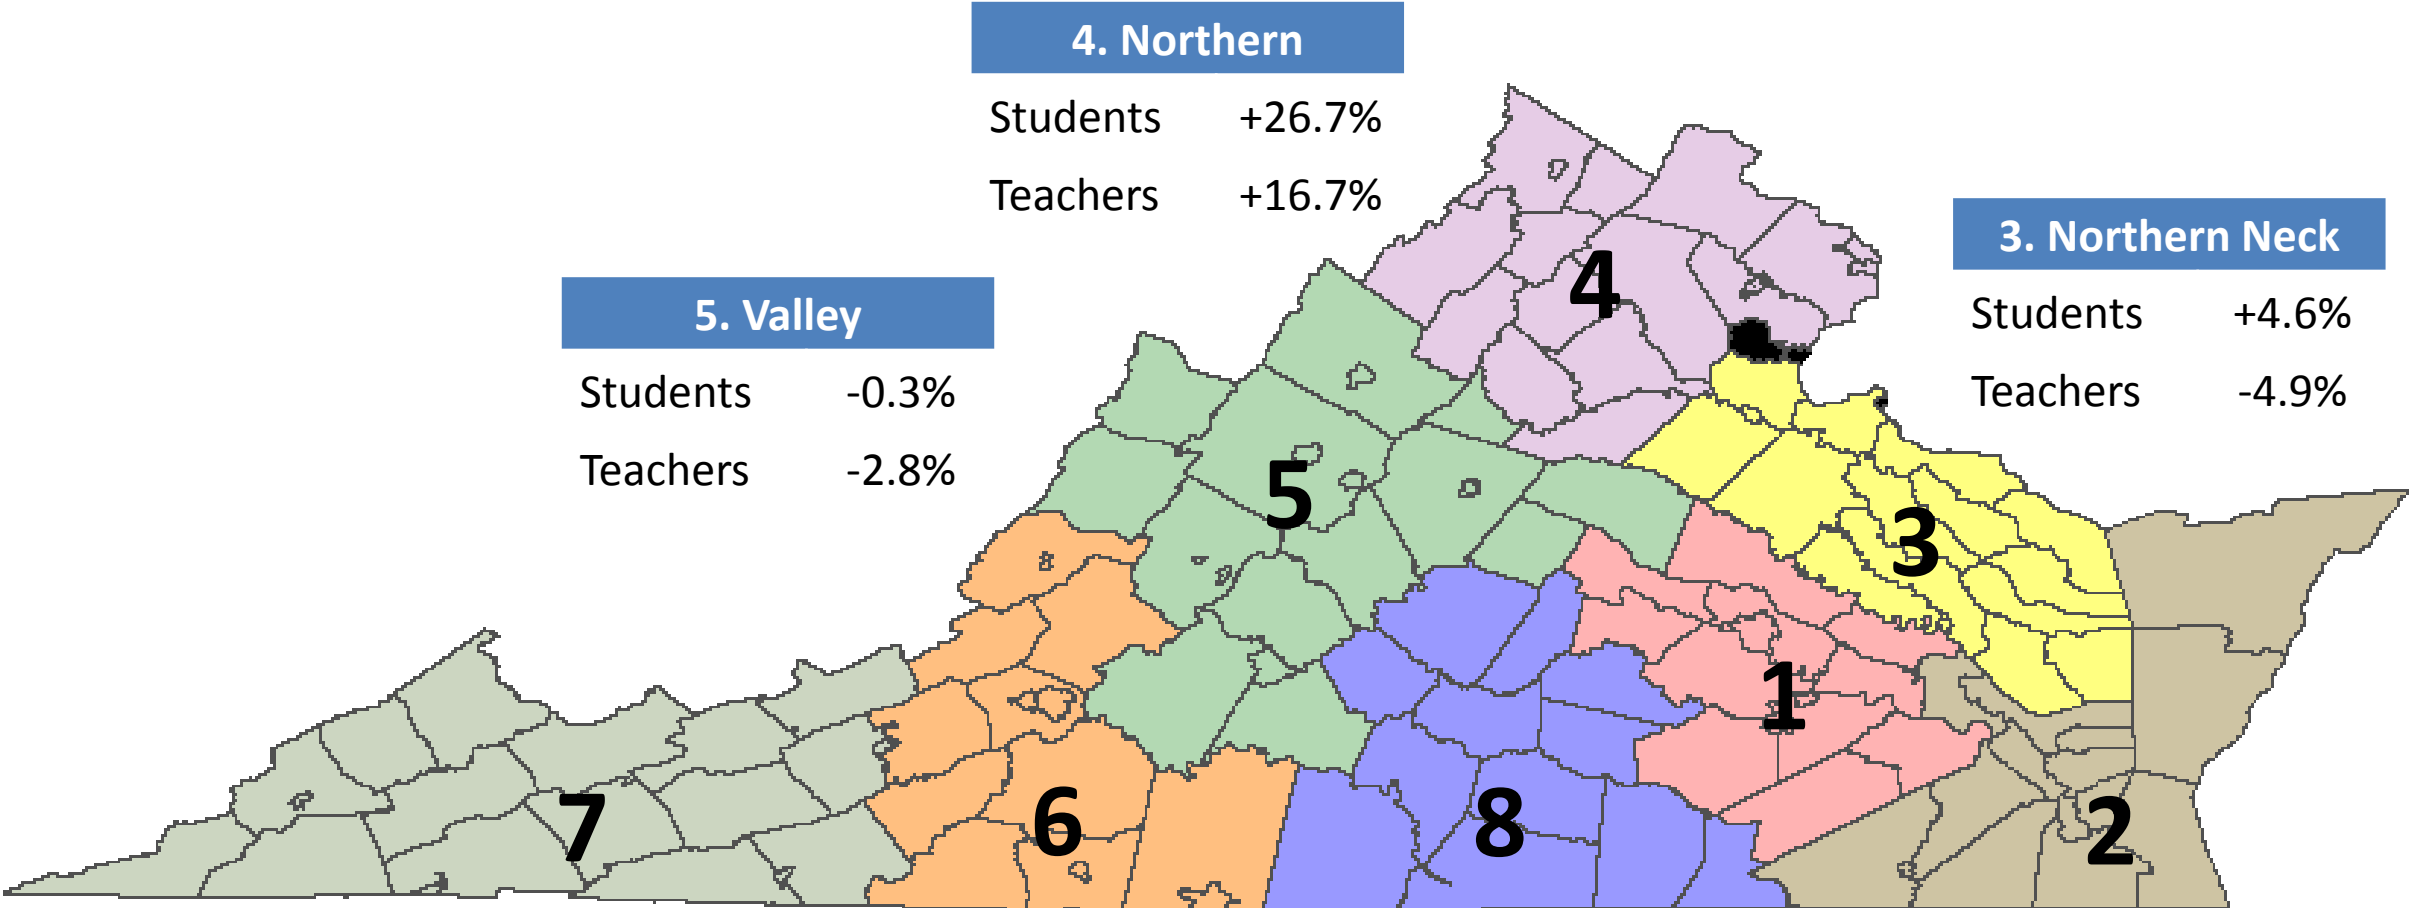 4. Northern
Students +26.7%
Teachers +16.7%
3. Northern Neck
Students +4.6%
Teachers -4.9%
5. Valley
Students -0.3%
Teachers -2.8%
4
5
3
1
7
6
8
2